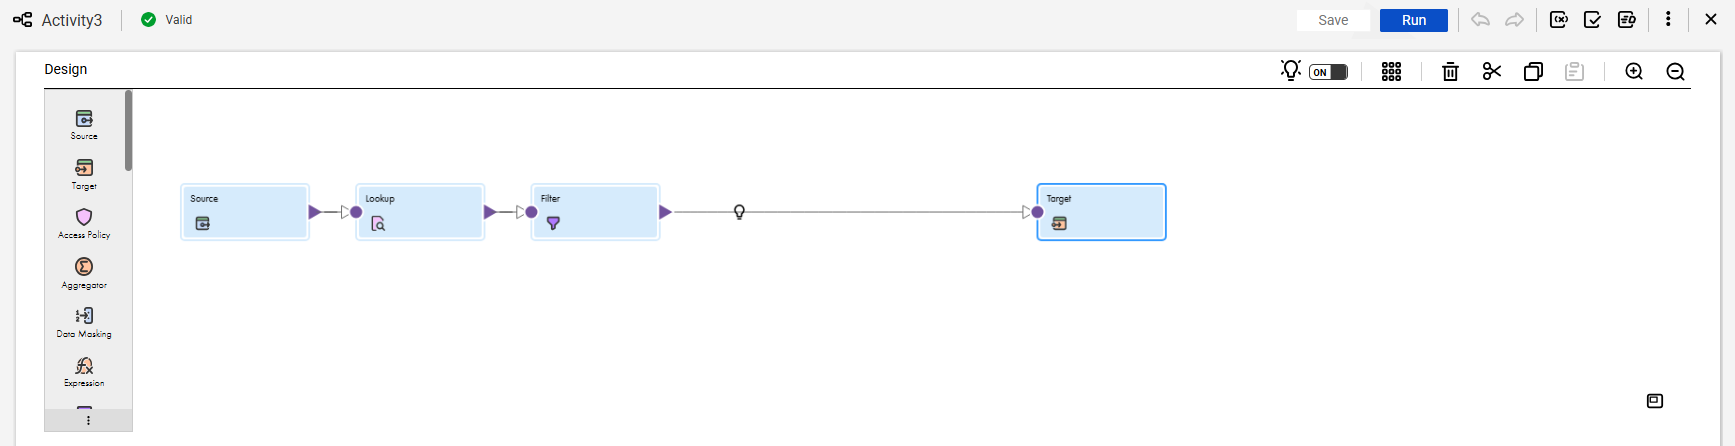 Activity3
Valid
Save
Run
Design
ON
Source
Target
Access Policy
Aggregator
Data Masking
Expression
Source
Lookup
Filter
Target